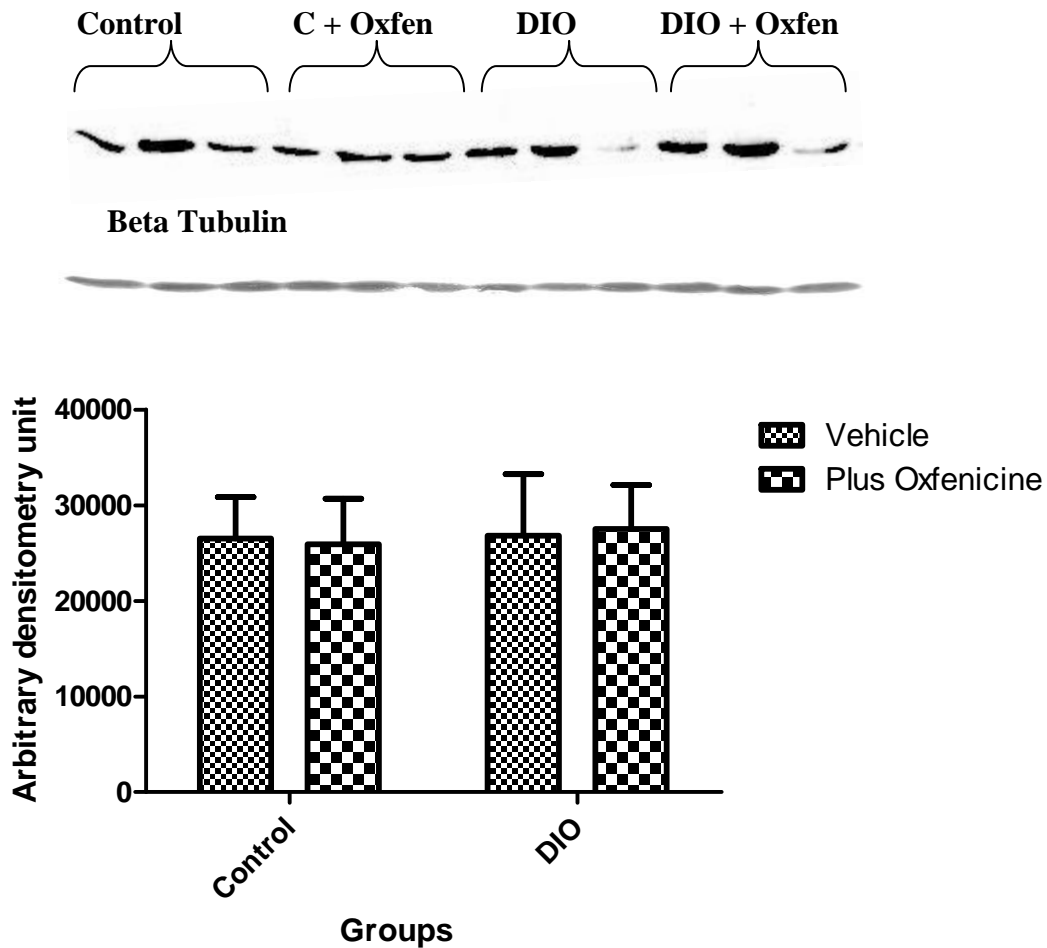 Control C + Oxfen DIO DIO + Oxfen
Beta Tubulin
Arbitrary densitometry unit
40000
30000
20000
10000
0
Vehicle
Plus Oxfenicine
Control
DIO
Groups